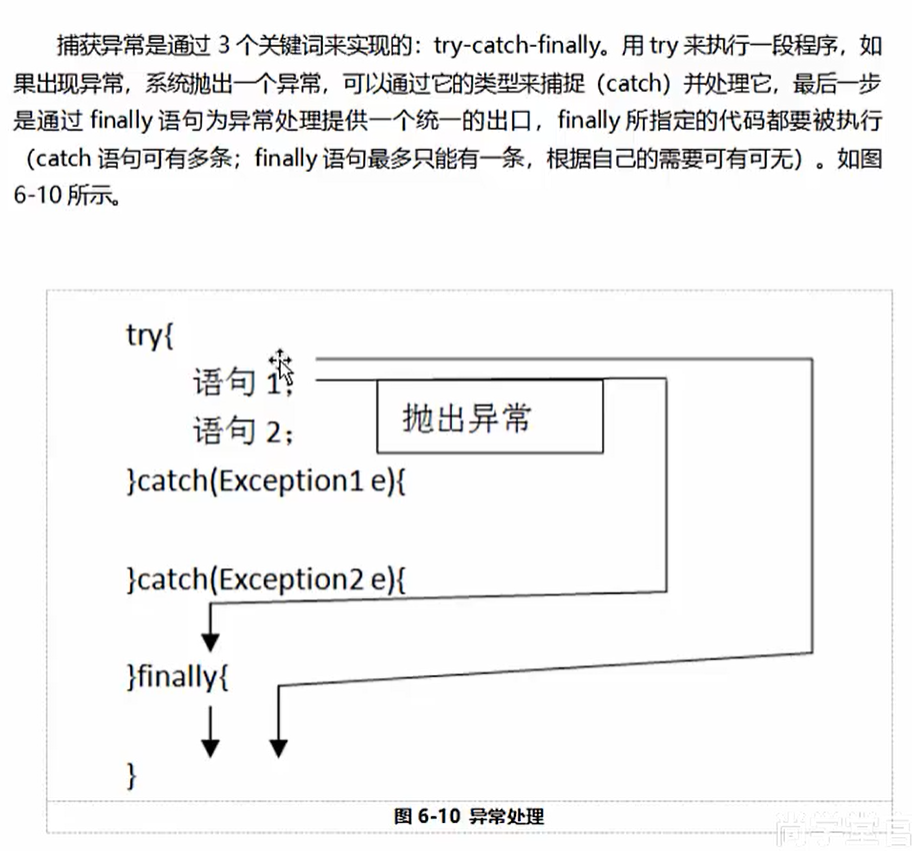 捕获异常是通过 3 个关键词来实现的：try-catch-finally。用 try 来执行一段程序，如
果出现异常，系统抛出一个异常，可以通过它的类型来捕捉（catch）并处理它，最后一步
是通过 finally 语句为异常处理提供一个统一的出口，finally 所指定的代码都要被执行
（catch 语句可有多条；finally 语句最多只能有一条，根据自己的需要可有可无）。如图
6-10 所示。
try{
语句 1；
语句 2；
抛出异常
}catch(Exception1 e){
}catch(Exception2 e){
}finally{
}
图 6-10 异常处理
尚学堂百